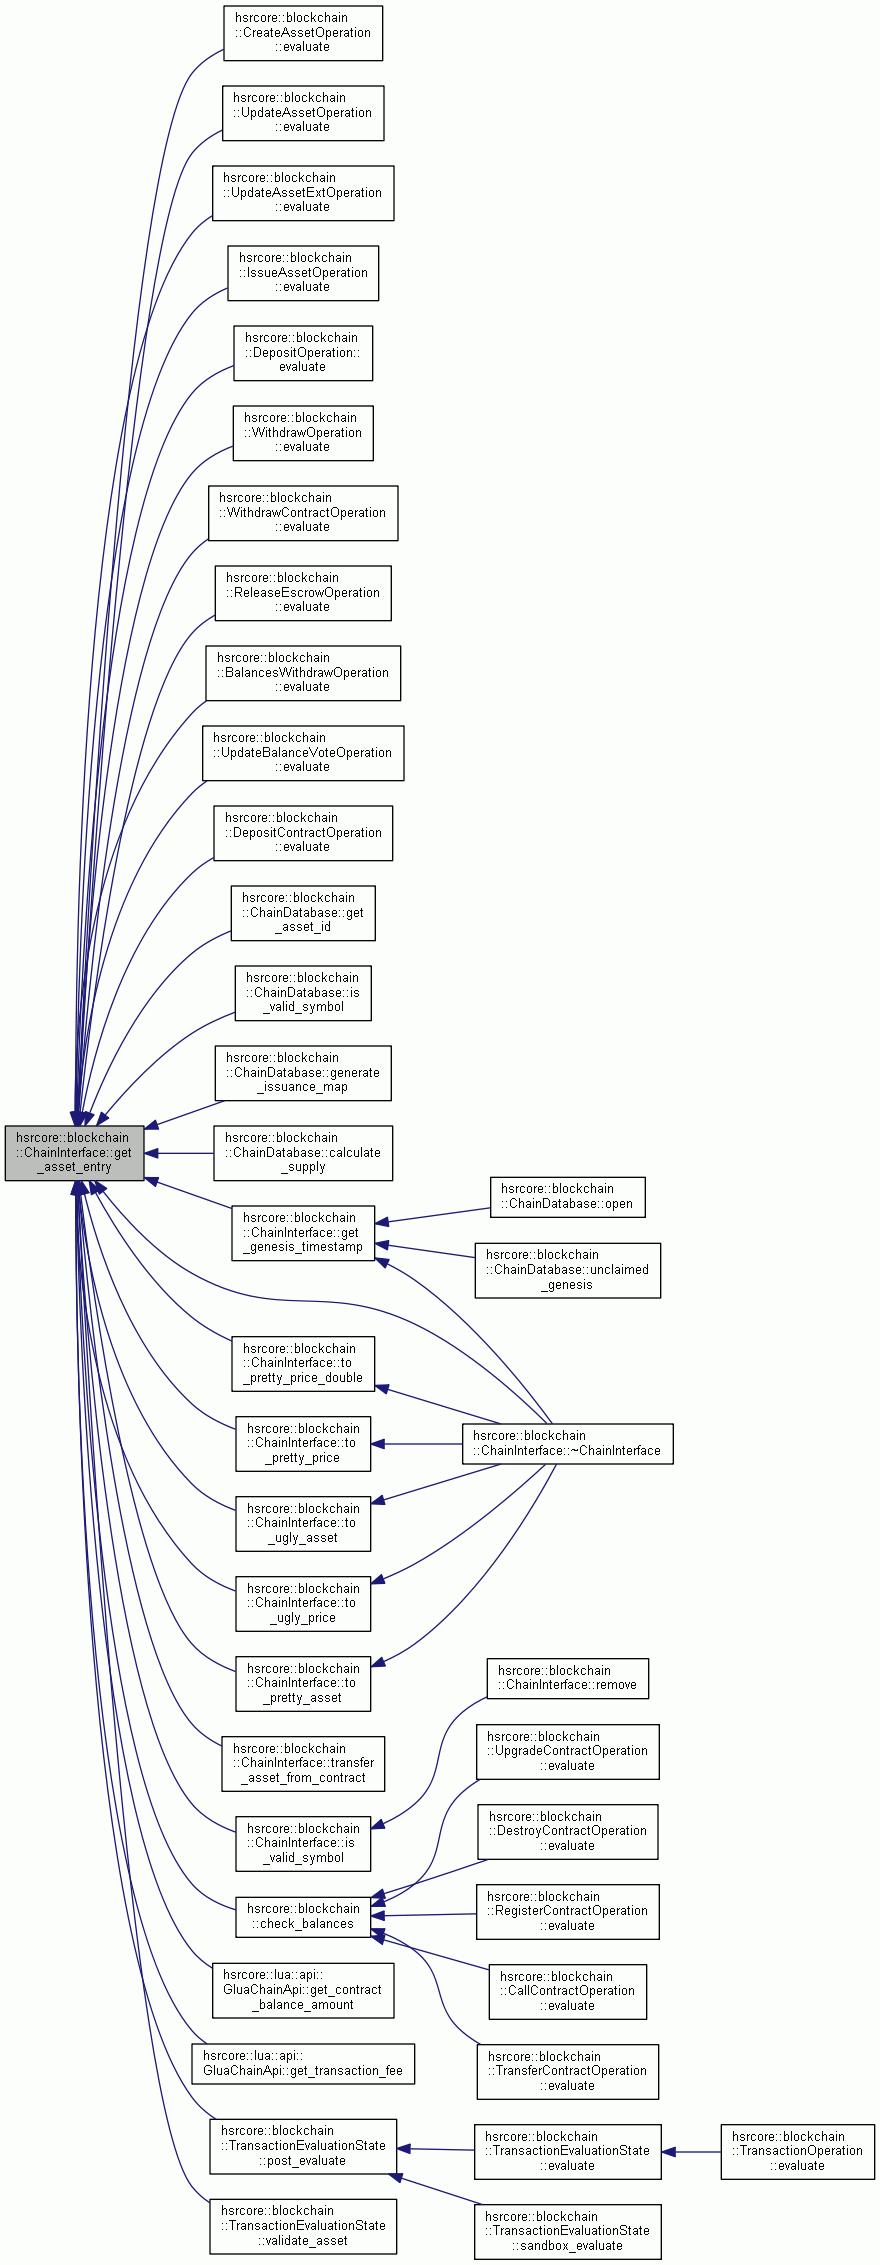 hsrcore::blockchain
::CreateAssetOperation
::evaluate
hsrcore::blockchain
::UpdateAssetOperation
::evaluate
hsrcore::blockchain
::UpdateAssetExtOperation
::evaluate
hsrcore::blockchain
::IssueAssetOperation
::evaluate
hsrcore::blockchain
::DepositOperation::
evaluate
hsrcore::blockchain
::WithdrawOperation
::evaluate
hsrcore::blockchain
::WithdrawContractOperation
::evaluate
hsrcore::blockchain
::ReleaseEscrowOperation
::evaluate
hsrcore::blockchain
::BalancesWithdrawOperation
::evaluate
hsrcore::blockchain
::UpdateBalanceVoteOperation
::evaluate
hsrcore::blockchain
::DepositContractOperation
::evaluate
hsrcore::blockchain
::ChainDatabase::get
_asset_id
hsrcore::blockchain
::ChainDatabase::is
_valid_symbol
hsrcore::blockchain
::ChainDatabase::generate
_issuance_map
hsrcore::blockchain
::ChainInterface::get
_asset_entry
hsrcore::blockchain
::ChainDatabase::calculate
_supply
hsrcore::blockchain
::ChainInterface::get
_genesis_timestamp
hsrcore::blockchain
::ChainDatabase::open
hsrcore::blockchain
::ChainDatabase::unclaimed
_genesis
hsrcore::blockchain
::ChainInterface::to
_pretty_price_double
hsrcore::blockchain
::ChainInterface::to
_pretty_price
hsrcore::blockchain
::ChainInterface::~ChainInterface
hsrcore::blockchain
::ChainInterface::to
_ugly_asset
hsrcore::blockchain
::ChainInterface::to
_ugly_price
hsrcore::blockchain
::ChainInterface::to
_pretty_asset
hsrcore::blockchain
::ChainInterface::remove
hsrcore::blockchain
::ChainInterface::transfer
_asset_from_contract
hsrcore::blockchain
::UpgradeContractOperation
::evaluate
hsrcore::blockchain
::ChainInterface::is
_valid_symbol
hsrcore::blockchain
::DestroyContractOperation
::evaluate
hsrcore::blockchain
::check_balances
hsrcore::blockchain
::RegisterContractOperation
::evaluate
hsrcore::lua::api::
GluaChainApi::get_contract
_balance_amount
hsrcore::blockchain
::CallContractOperation
::evaluate
hsrcore::lua::api::
GluaChainApi::get_transaction_fee
hsrcore::blockchain
::TransferContractOperation
::evaluate
hsrcore::blockchain
::TransactionEvaluationState
::post_evaluate
hsrcore::blockchain
::TransactionEvaluationState
::evaluate
hsrcore::blockchain
::TransactionOperation
::evaluate
hsrcore::blockchain
::TransactionEvaluationState
::validate_asset
hsrcore::blockchain
::TransactionEvaluationState
::sandbox_evaluate